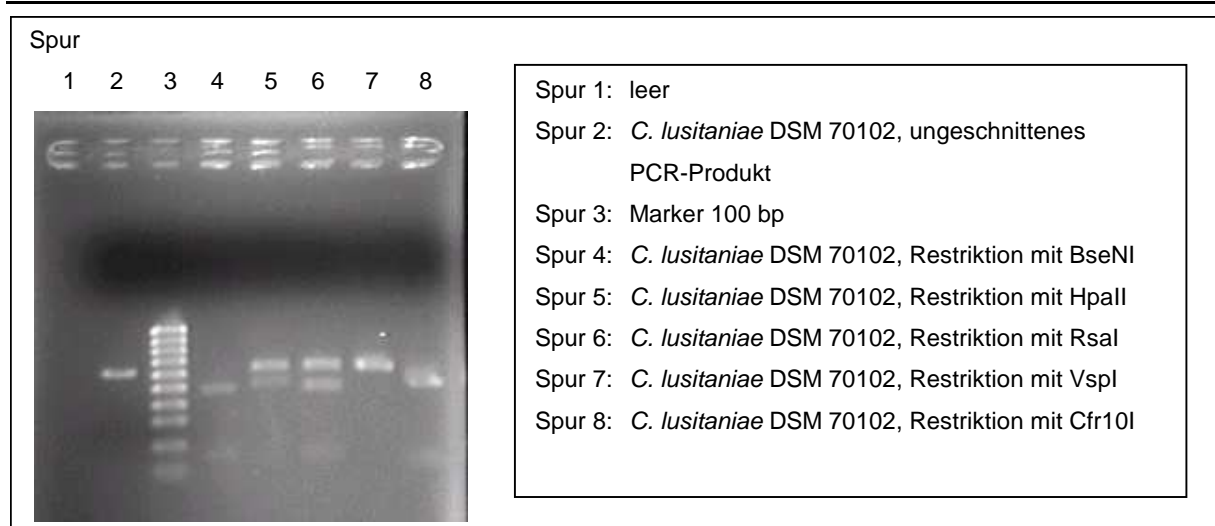 Spur
1 2 3 4 5 6 7 8
Spur 1: leer
Spur 2: C. lusitaniae DSM 70102, ungeschnittenes
PCR-Produkt
Spur 3: Marker 100 bp
Spur 4: C. lusitaniae DSM 70102, Restriktion mit BseNI
Spur 5: C. lusitaniae DSM 70102, Restriktion mit HpaII
Spur 6: C. lusitaniae DSM 70102, Restriktion mit RsaI
Spur 7: C. lusitaniae DSM 70102, Restriktion mit VspI
Spur 8: C. lusitaniae DSM 70102, Restriktion mit Cfr10I